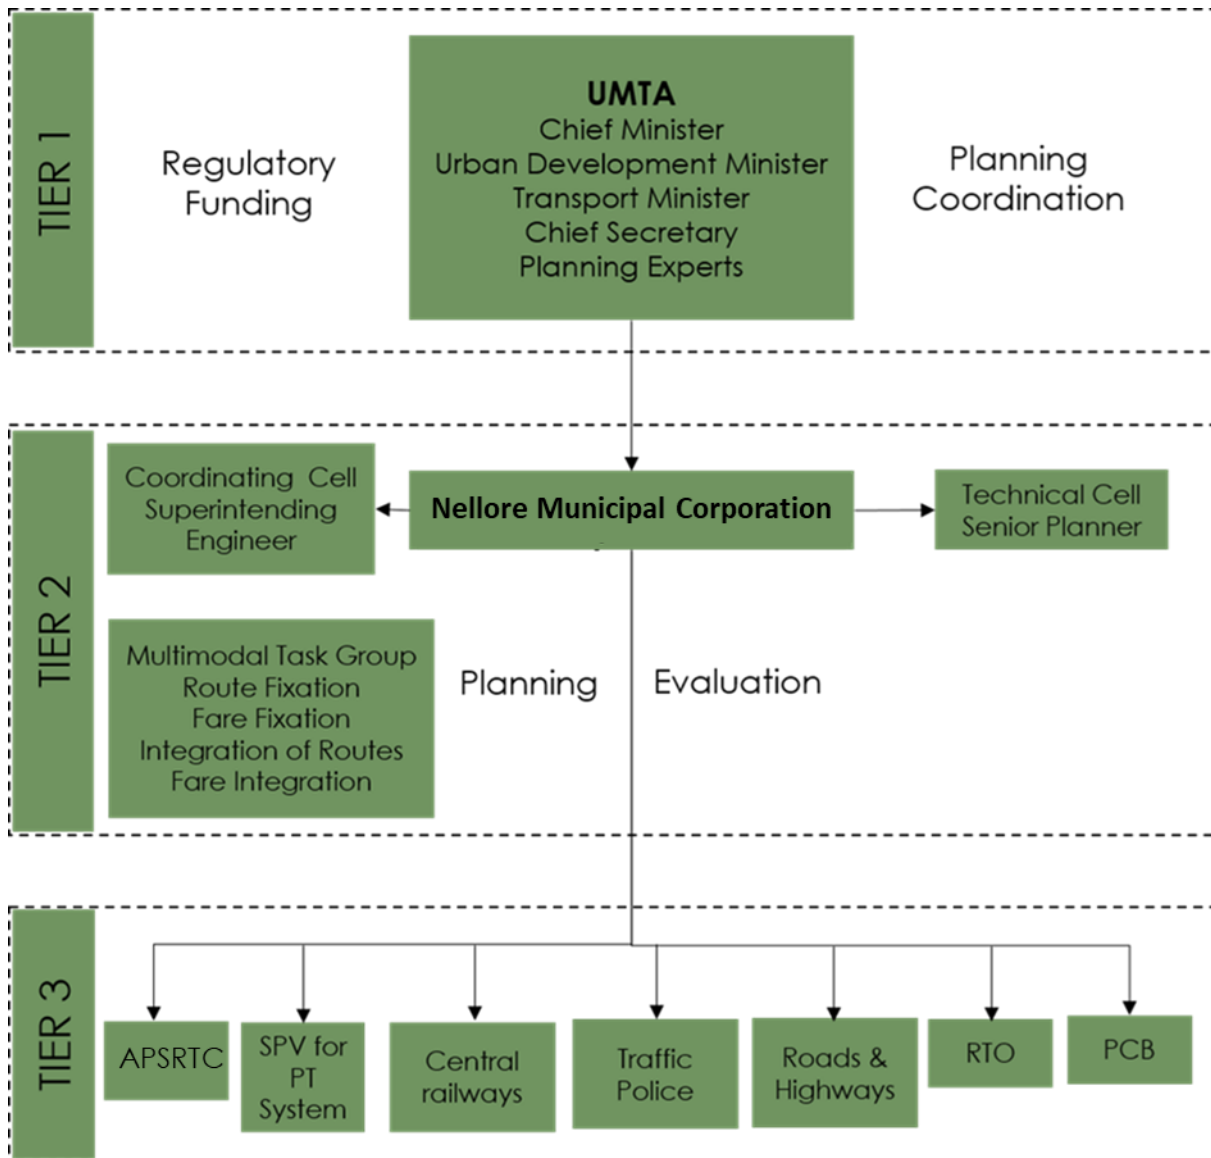 TIER 1
Regulatory
Funding
UMTA
Chief Minister
Urban Development Minister
Transport Minister
Chief Secretary
Planning Experts
Planning
Coordination
TIER 2
Coordinating Cell
Superintending
Engineer
Nellore Municipal Corporation
Technical Cell
Senior Planner
Multimodal Task Group
Route Fixation
Fare Fixation
Integration of Routes
Fare Integration
Planning
Evaluation
TIER 3
APSRTC
SPV for
PT
System
Central
railways
Traffic
Police
Roads &
Highways
RTO
PCB